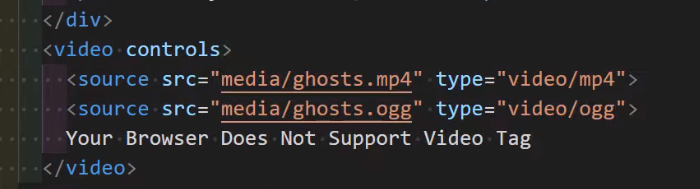 </div>
<video controls>
<source src="media/ghosts.mp4" type="video/mp4">
<source src="media/ghosts.ogg" type="video/ogg">
Your Browser Does Not Support Video Tag
</video>